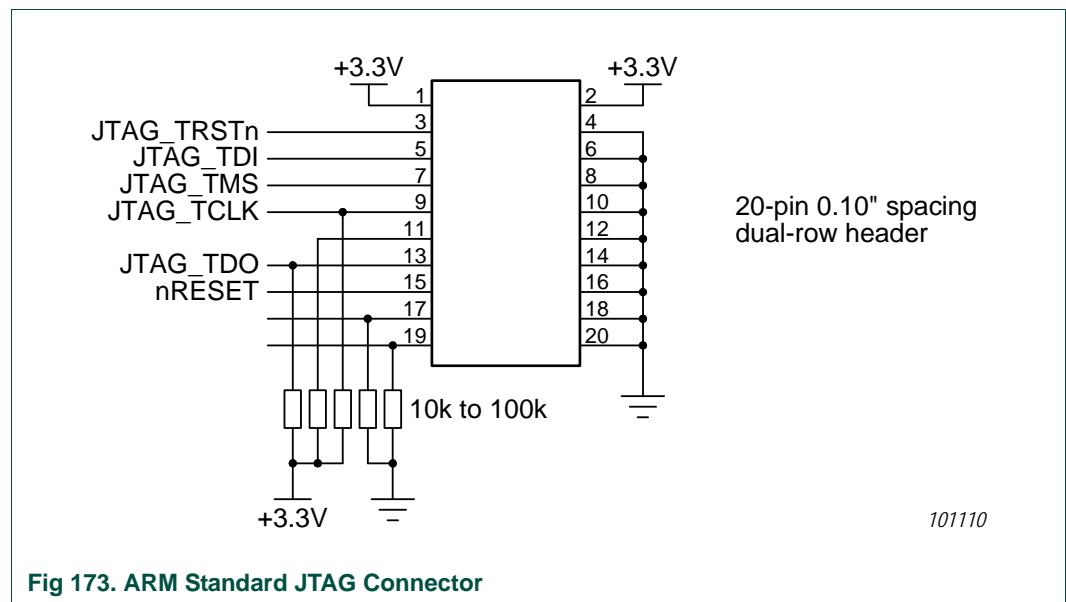 +3.3V +3.3V
1 2
JTAG_TRSTn 3 4
JTAG_TDI 5 6
JTAG_TMS 7 8
JTAG_TCLK 9 10
11 12
JTAG_TDO 13 14
nRESET 15 16
17 18
19 20
20-pin 0.10" spacing
dual-row header
10k to 100k
+3.3V
101110
Fig 173. ARM Standard JTAG Connector